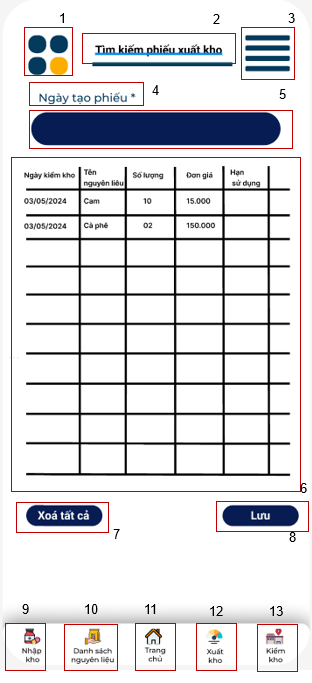 1
2
3
Tìm kiếm phiếu xuất kho
Ngày tạo phiếu *
4
5
Ngày kiểm kho
Tên
nguyên liệu
Số lượng
Đơn giá
Hạn
sử dụng
03/05/2024 Cam 10 15.000
03/05/2024 Cà phê 02 150.000
6
Xoá tất cả
7
Lưu
8
9
10
11
12
13
Nhập
kho
Danh sách
nguyên liệu
Trang
chủ
Xuất
kho
Kiểm
kho